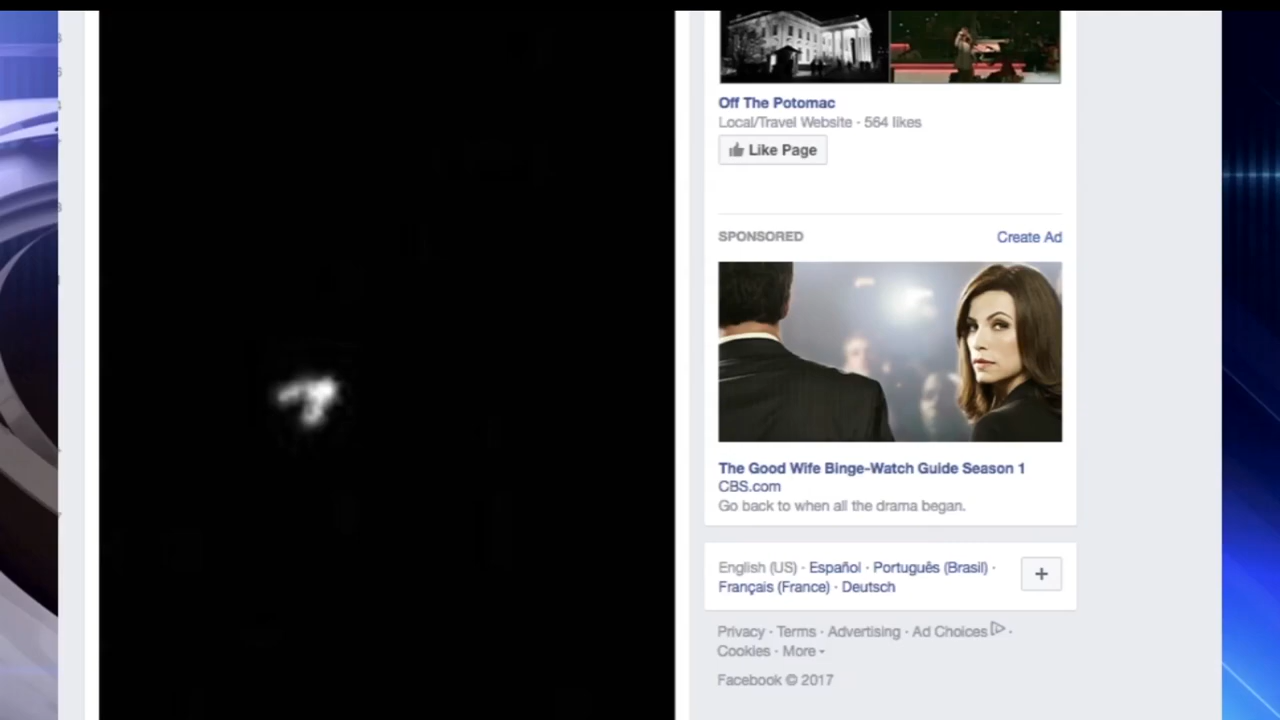 Off The Potomac
Local/Travel Website · 564 likes
Like Page
SPONSORED
Create Ad
The Good Wife Binge-Watch Guide Season 1
CBS.com
Go back to when all the drama began.
English (US) · Español · Português (Brasil) ·
Français (France) · Deutsch
+
Privacy · Terms · Advertising · Ad Choices ·
Cookies · More
Facebook © 2017